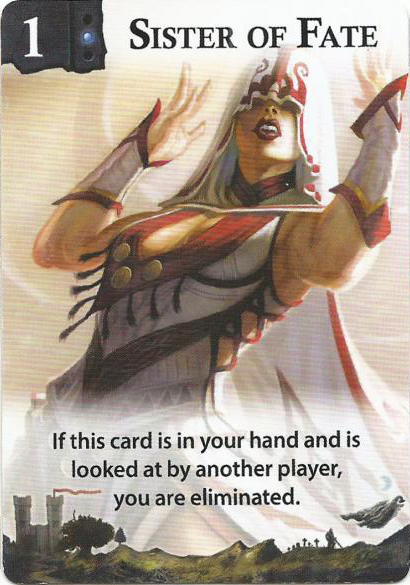 1
SISTER OF FATE
If this card is in your hand and is
looked at by another player,
you are eliminated.